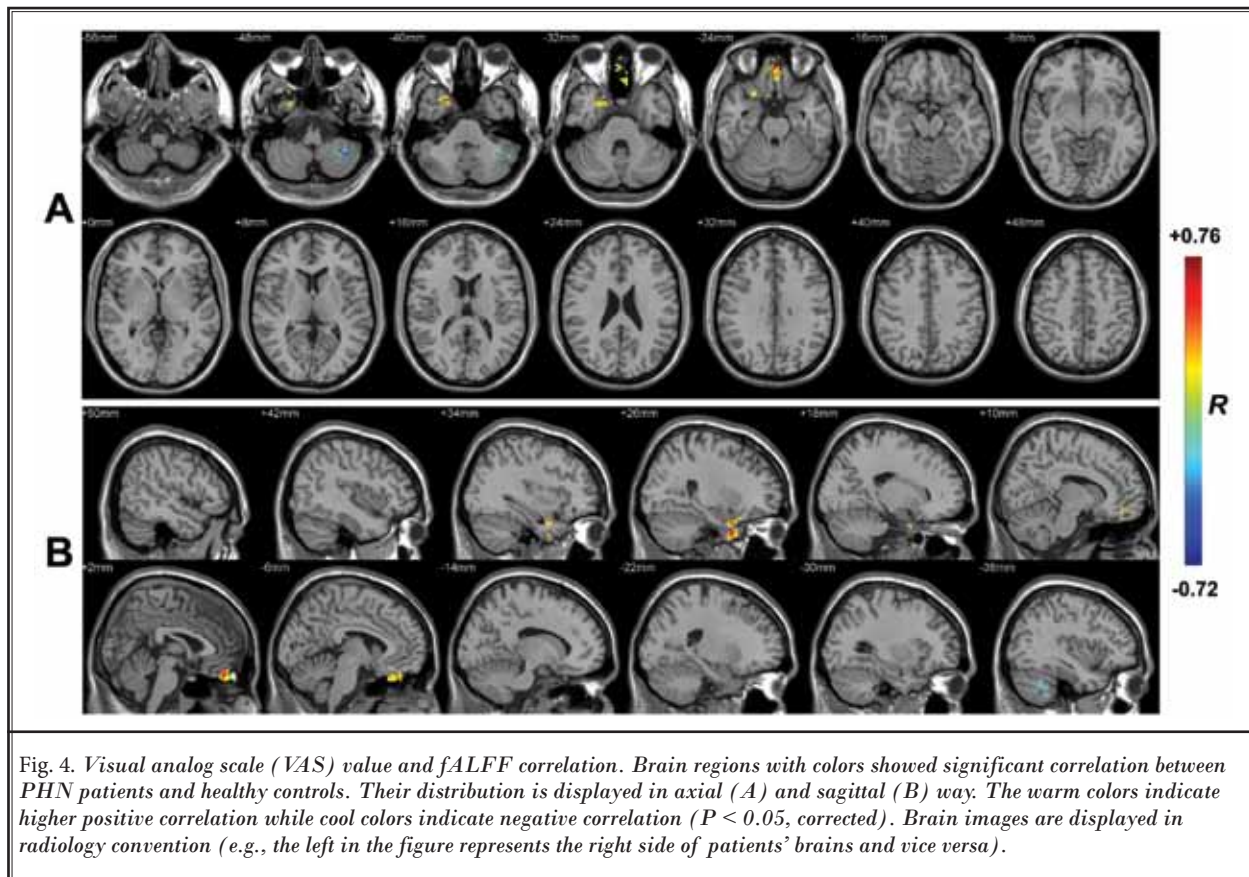 -56mm -48mm -40mm -32mm -24mm -16mm -8mm
A
+0mm +8mm +16mm +24mm +32mm +40mm +48mm
+0.76
R
-0.72
+50mm +42mm +34mm +26mm +18mm +10mm
B
+2mm -6mm -14mm -22mm -30mm -38mm
Fig. 4. Visual analog scale (VAS) value and fALFF correlation. Brain regions with colors showed significant correlation between
PHN patients and healthy controls. Their distribution is displayed in axial (A) and sagittal (B) way. The warm colors indicate
higher positive correlation while cool colors indicate negative correlation (P < 0.05, corrected). Brain images are displayed in
radiology convention (e.g., the left in the figure represents the right side of patients' brains and vice versa).